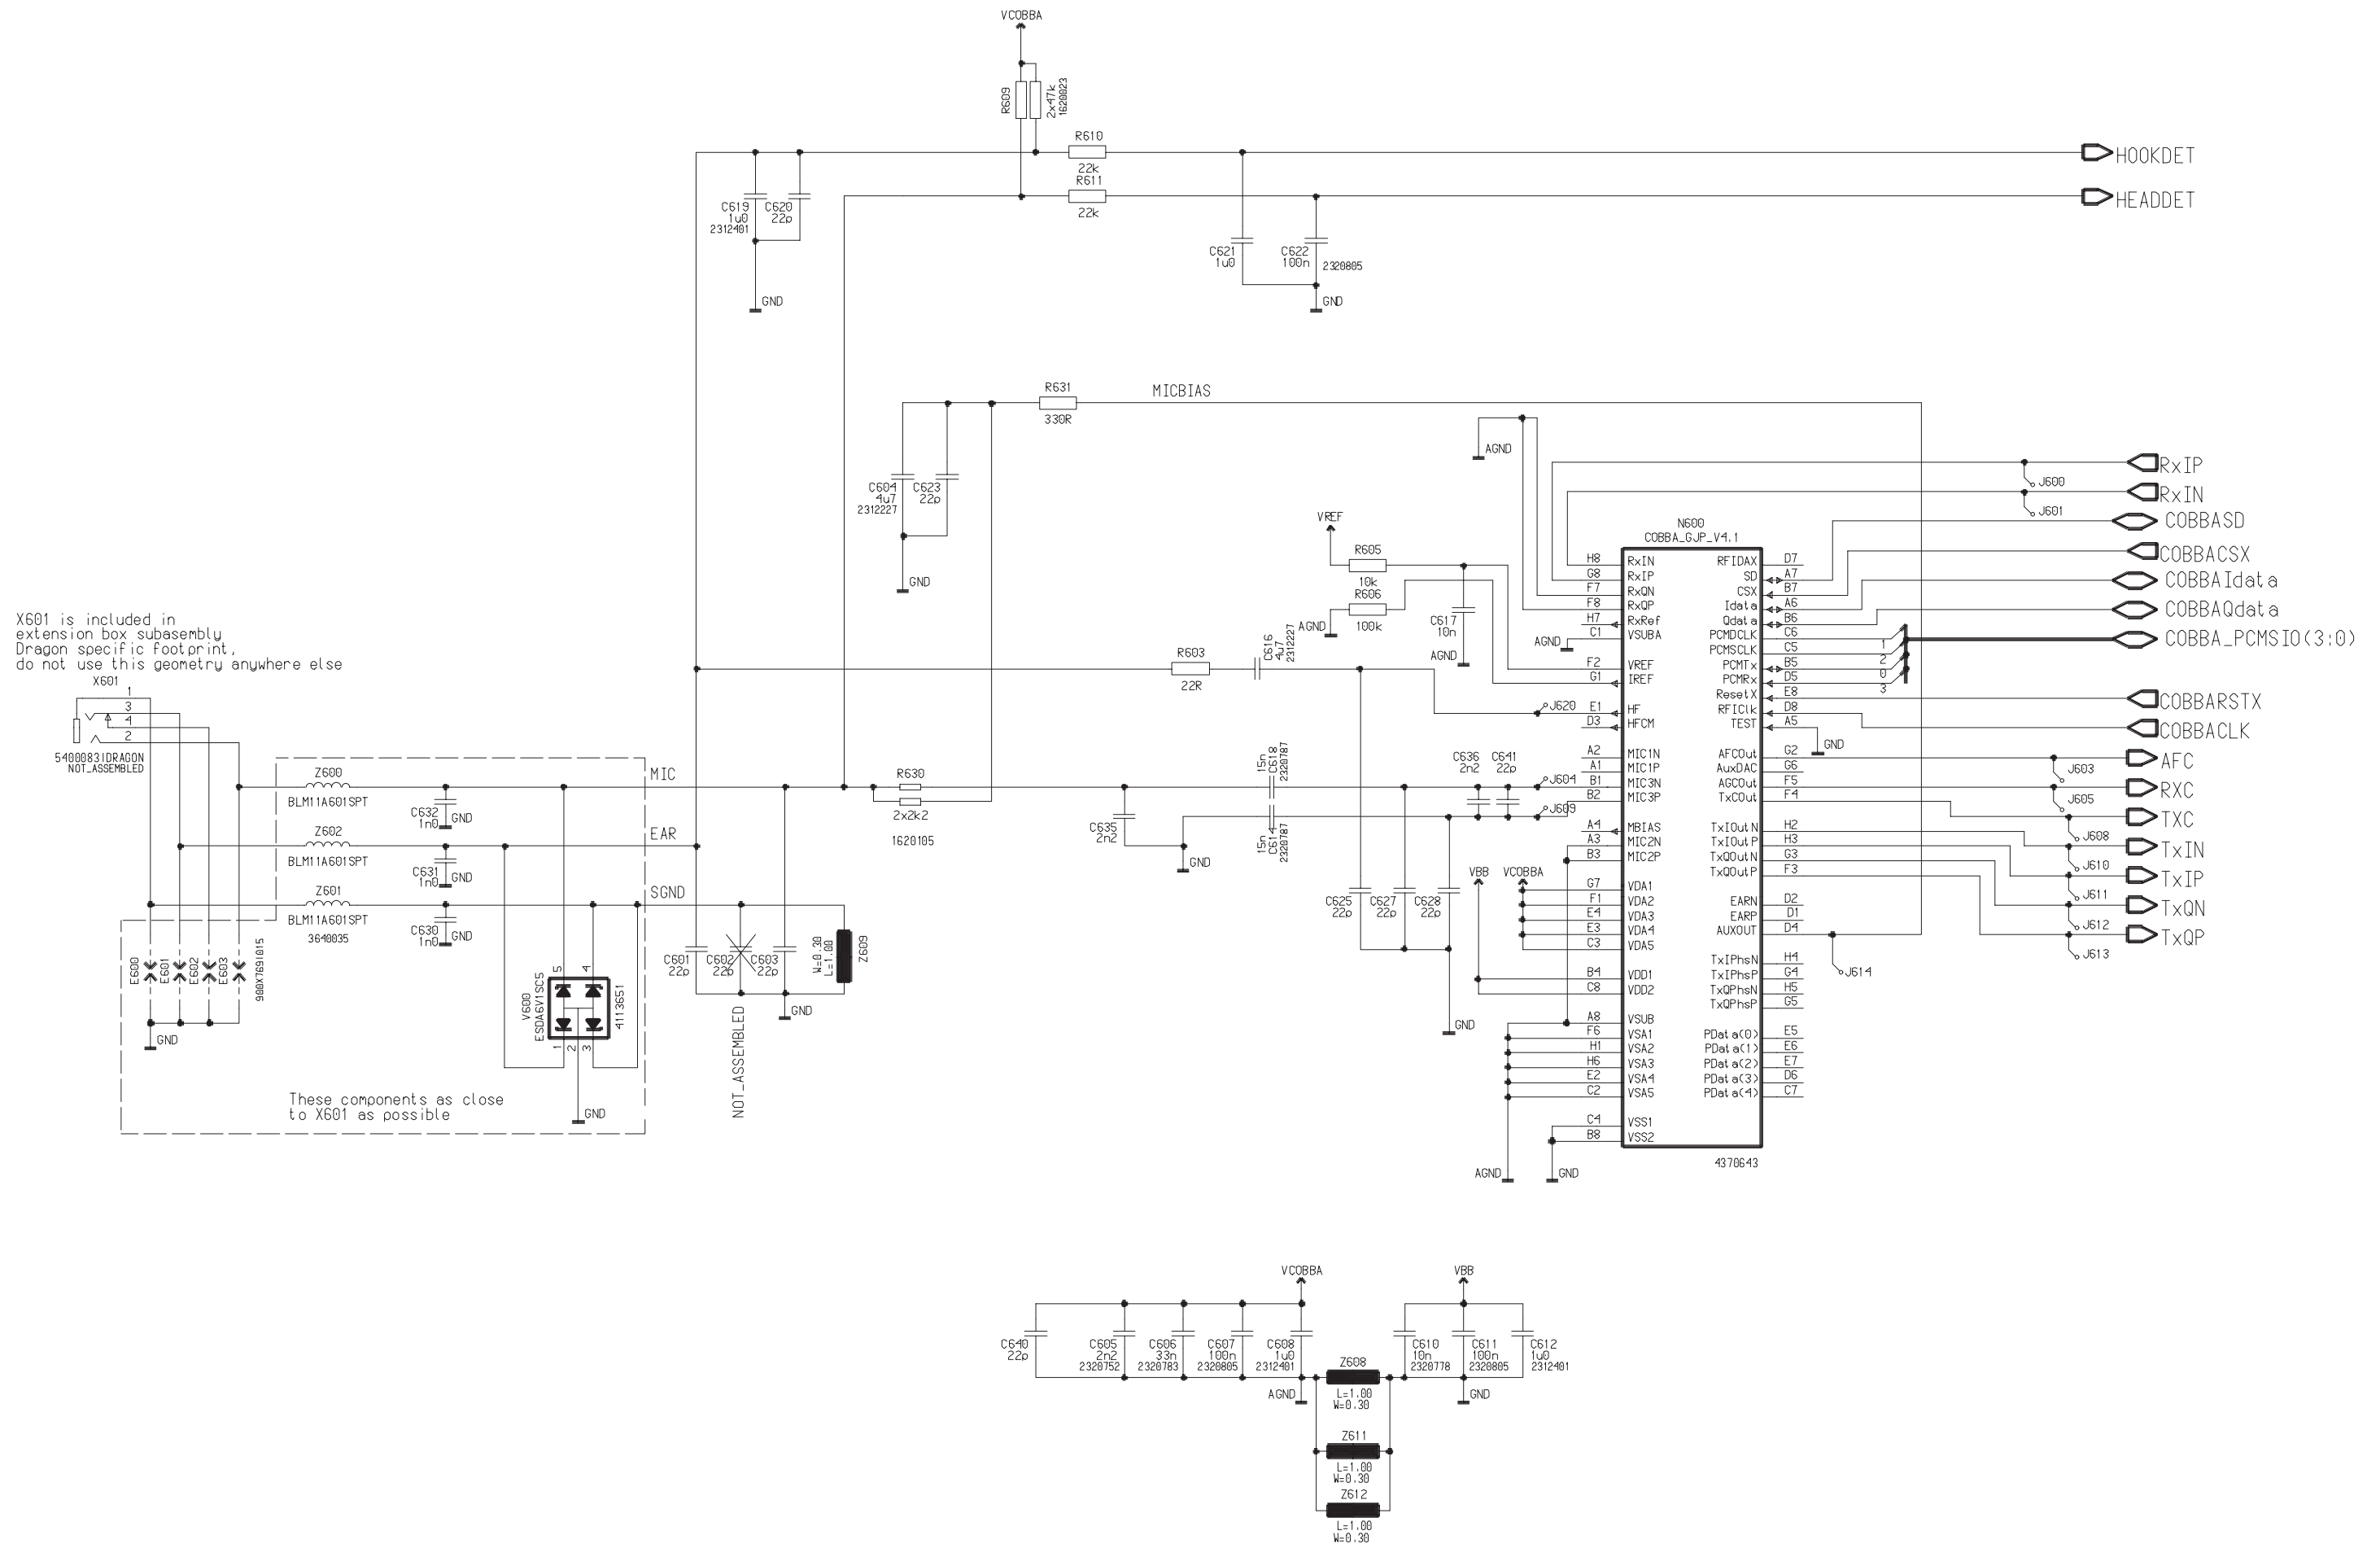 VCOBBA
R609
2x47k
1620023
R610
22k
R611
22k
HOOKDET
HEADDET
C619
1u0
2312401
C620
22p
GND
C621
1u0
C622
100n
2320805
GND
R631
330R
MICBIAS
C604
4u7
2312227
C623
22p
GND
AGND
VREF
R605
10k
R606
100k
AGND
C617
10n
AGND
AGND
R603
22R
C616
4u7
2312227
J620
X601 is included in
extension box subasembly
Dragon specific footprint,
do not use this geometry anywhere else
X601
1
3
4
2
5400083|DRAGON
NOT_ASSEMBLED
Z600
BLM11A601SPT
C632
1n0
GND
MIC
Z602
BLM11A601SPT
C631
1n0
GND
EAR
Z601
BLM11A601SPT
3640035
C630
1n0
GND
SGND
E600
E601
E602
E603
GND
V600
ESDA6V1SC5
5
4
1
2
3
4113651
GND
These components as close
to X601 as possible
C601
22p
C602
22p
C603
22p
NOT_ASSEMBLED
W=0.30
L=1.00
Z609
GND
R630
2x2k2
1620105
C635
2n2
GND
15n
C618
2320787
15n
C614
2320787
C636
2n2
C641
22p
J604
J609
C625
22p
C627
22p
C628
22p
GND
VBB
VCOBBA
AGND
GND
N600
COBBA_GJP_V4.1
H8 RxIN
G8 RxIP
F7 RxQN
F8 RxQP
H7 RxRef
C1 VSUBA
F2 VREF
G1 IREF
E1 HF
D3 HFCM
A2 MIC1N
A1 MIC1P
B1 MIC3N
B2 MIC3P
A4 MBIAS
A3 MIC2N
B3 MIC2P
G7 VDA1
F1 VDA2
E4 VDA3
E3 VDA4
C3 VDA5
B4 VDD1
C8 VDD2
A8 VSUB
F6 VSA1
H1 VSA2
H6 VSA3
E2 VSA4
C2 VSA5
C4 VSS1
B8 VSS2
RFIDAX D7
SD A7
CSX B7
Idata A6
Qdata B6
PCMDCLK C6
PCMSCLK C5
PCMTx B5
PCMRx D5
ResetX E8
RFIClk D8
TEST A5
AFCOut G2
AuxDAC G6
AGCOut F5
TxCOut F4
TxIOutN H2
TxIOutP H3
TxQOutN G3
TxQOutP F3
EARN D2
EARP D1
AUXOUT D4
TxIPhsN H4
TxIPhsP G4
TxQPhsN H5
TxQPhsP G5
PData(0) E5
PData(1) E6
PData(2) E7
PData(3) D6
PData(4) C7
4370643
1
2
0
3
GND
RxIP
J600
RxIN
J601
COBBASD
COBBACSX
COBBAIdata
COBBAQdata
COBBA_PCMSIO(3:0)
COBBARSTX
COBBACLK
AFC
J603
RXC
J605
TXC
J608
TxIN
J610
TxIP
J611
TxQN
J612
TxQP
J613
J614
VCOBBA
C640
22p
C605
2n2
2320752
C606
33n
2320783
C607
100n
2320805
C608
1u0
2312401
AGND
Z608
L=1.00
W=0.30
Z611
L=1.00
W=0.30
Z612
L=1.00
W=0.30
VBB
C610
10n
2320778
C611
100n
2320805
C612
1u0
2312401
GND